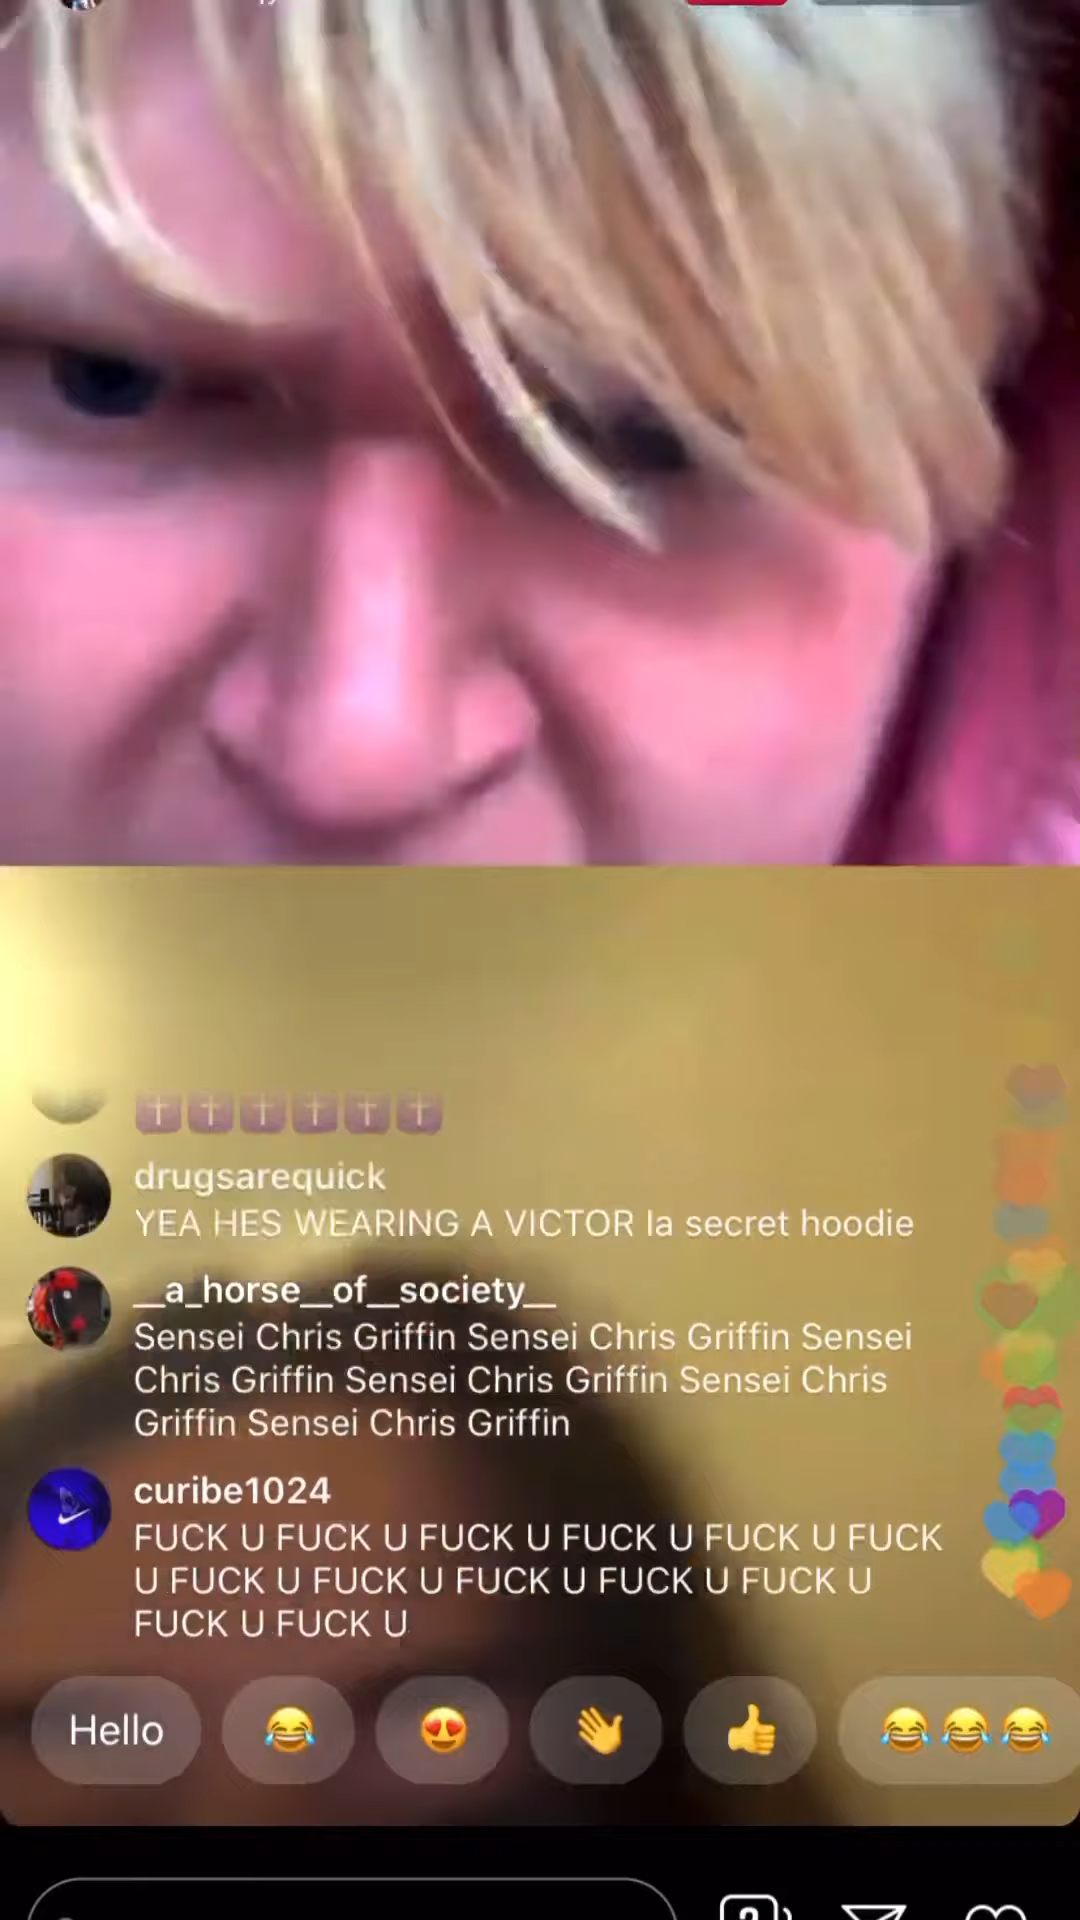 drugsarequick
YEA HES WEARING A VICTOR la secret hoodie
__a_horse__of__society__
Sensei Chris Griffin Sensei Chris Griffin Sensei
Chris Griffin Sensei Chris Griffin Sensei Chris
Griffin Sensei Chris Griffin
curibe1024
FUCK U FUCK U FUCK U FUCK U FUCK U FUCK
U FUCK U FUCK U FUCK U FUCK U FUCK U
FUCK U FUCK U
Hello